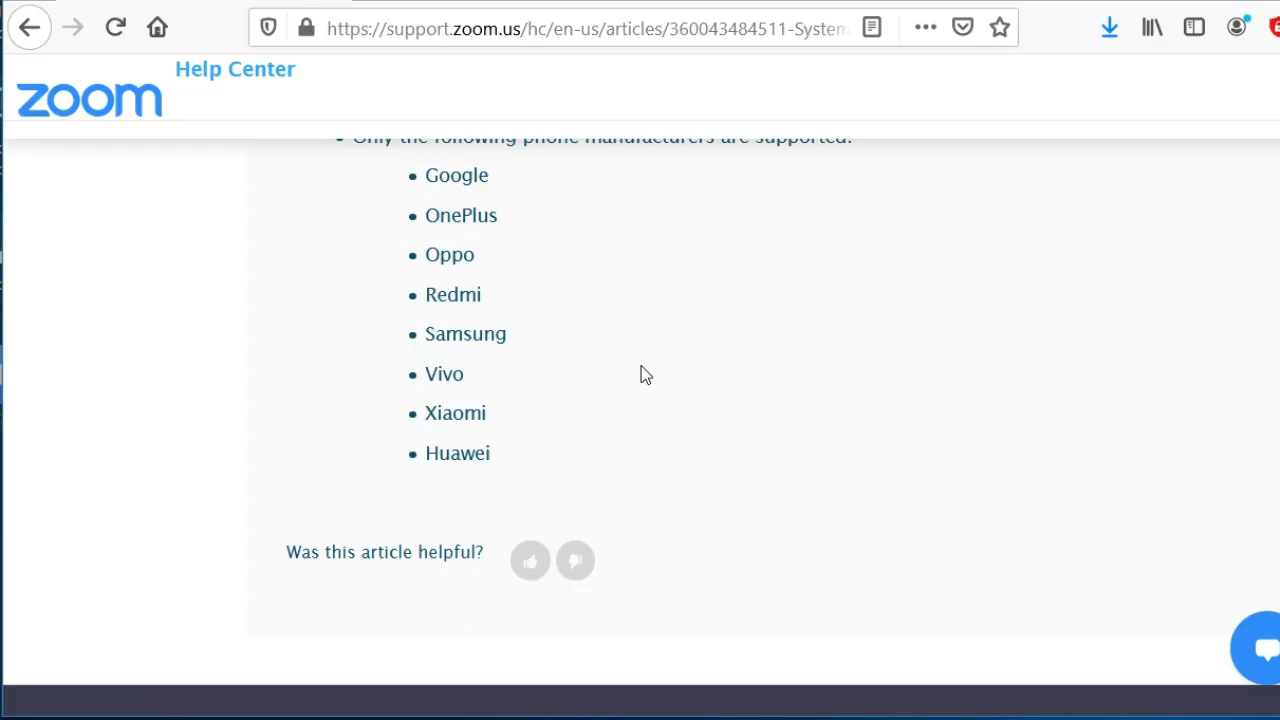 https://support.zoom.us/hc/en-us/articles/360043484511-System-
Help Center
zoom
Only the following phone manufacturers are supported:
Google
OnePlus
Oppo
Redmi
Samsung
Vivo
Xiaomi
Huawei
Was this article helpful?